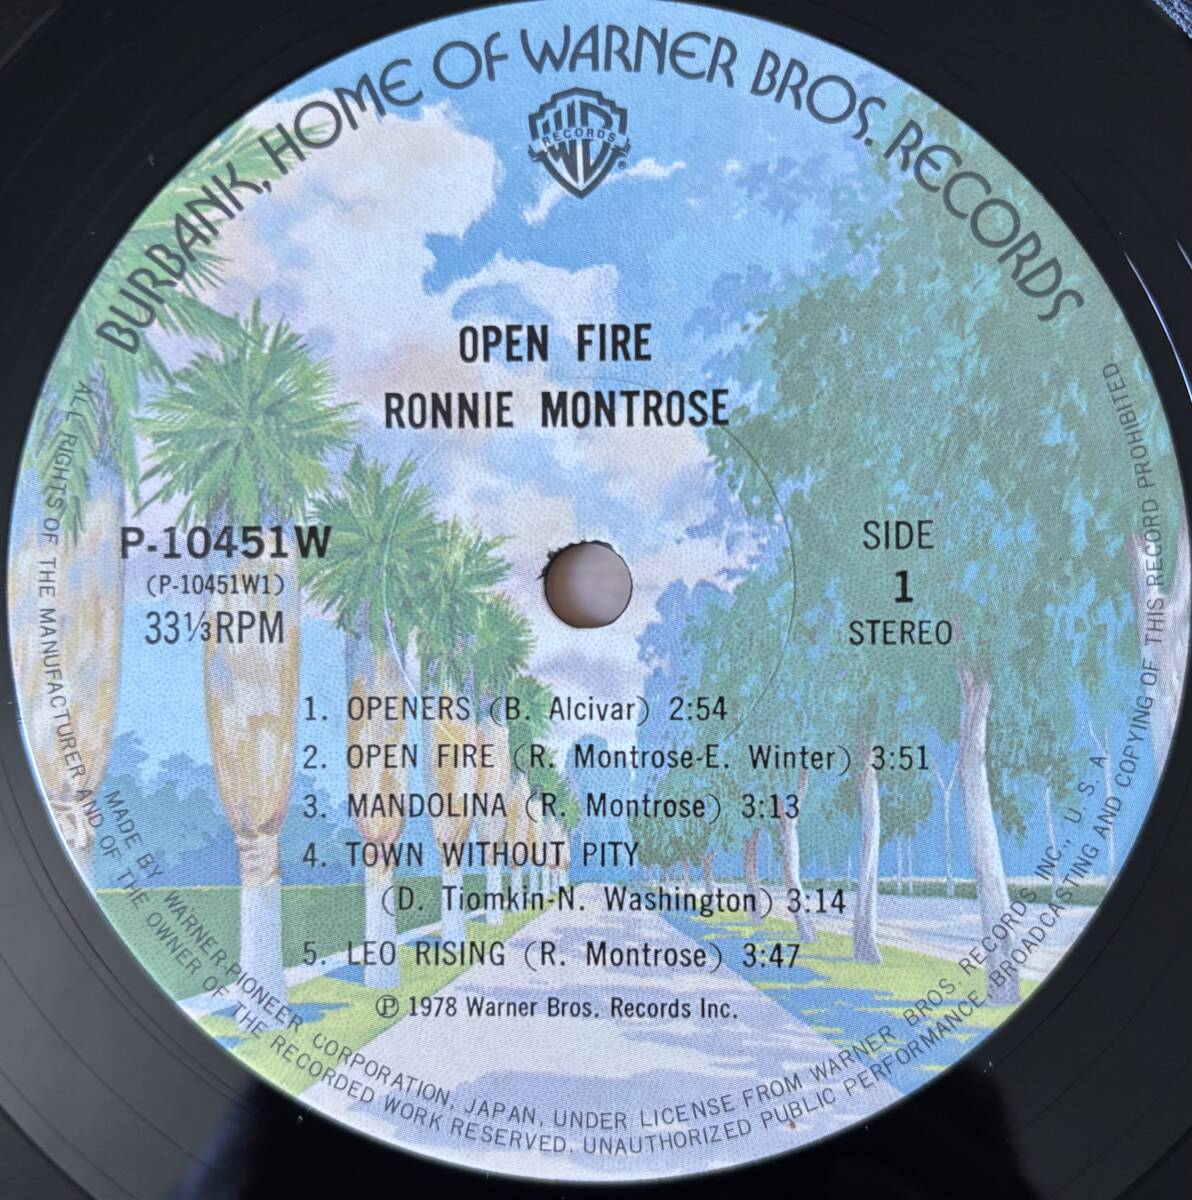 BURBANK, HOME OF WARNER BROS. RECORDS
WB
RECORDS
®
OPEN FIRE
RONNIE MONTROSE
P-10451W
(P-10451W1)
33⅓RPM
SIDE
1
STEREO
1. OPENERS (B. Alcivar) 2:54
2. OPEN FIRE (R. Montrose-E. Winter) 3:51
3. MANDOLINA (R. Montrose) 3:13
4. TOWN WITHOUT PITY
(D. Tiomkin-N. Washington) 3:14
5. LEO RISING (R. Montrose) 3:47
Ⓟ 1978 Warner Bros. Records Inc.
MADE BY WARNER-PIONEER CORPORATION, JAPAN, UNDER LICENSE FROM WARNER BROS. RECORDS INC., U. S. A.
ALL RIGHTS OF THE MANUFACTURER AND OF THE OWNER OF THE RECORDED WORK RESERVED. UNAUTHORIZED PUBLIC PERFORMANCE, BROADCASTING AND COPYING OF THIS RECORD PROHIBITED